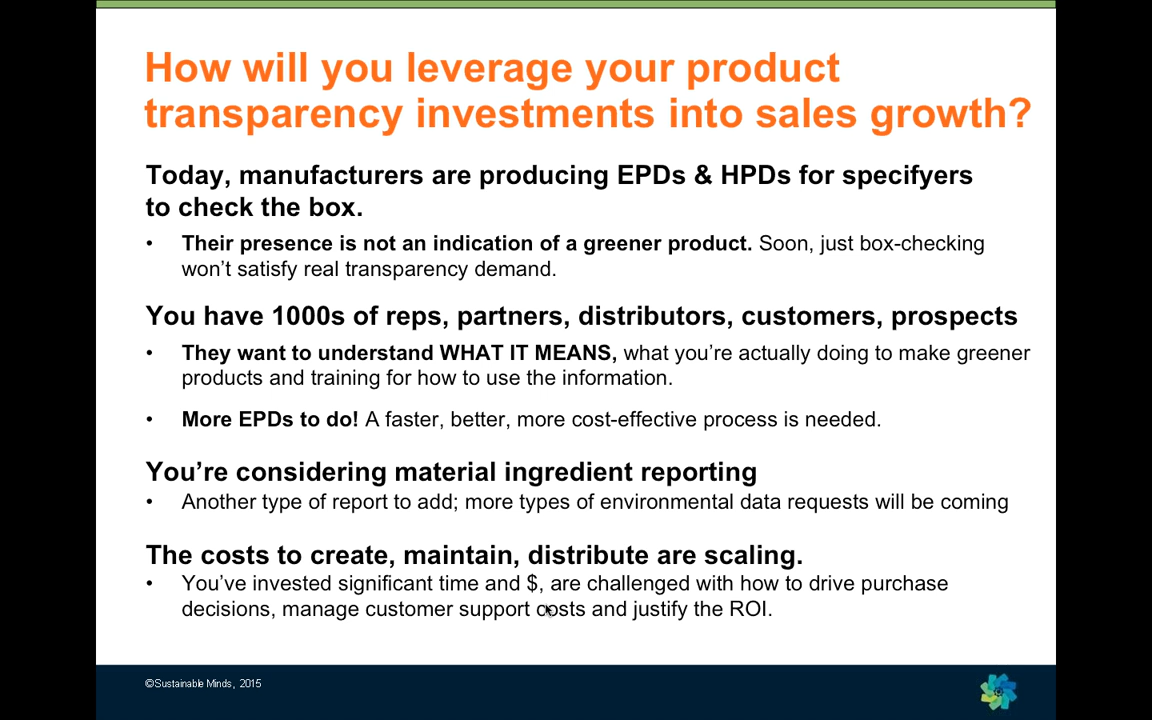 How will you leverage your product
transparency investments into sales growth?
Today, manufacturers are producing EPDs & HPDs for specifyers
to check the box.
• Their presence is not an indication of a greener product. Soon, just box-checking
won't satisfy real transparency demand.
You have 1000s of reps, partners, distributors, customers, prospects
• They want to understand WHAT IT MEANS, what you're actually doing to make greener
products and training for how to use the information.
• More EPDs to do! A faster, better, more cost-effective process is needed.
You're considering material ingredient reporting
• Another type of report to add; more types of environmental data requests will be coming
The costs to create, maintain, distribute are scaling.
• You've invested significant time and $, are challenged with how to drive purchase
decisions, manage customer support costs and justify the ROI.
©Sustainable Minds, 2015